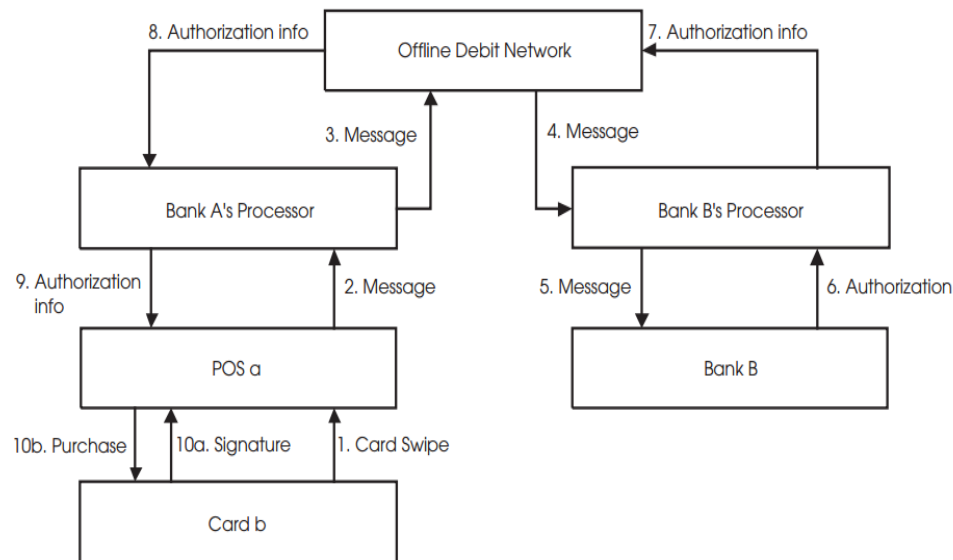 8. Authorization info
Offline Debit Network
7. Authorization info
3. Message
4. Message
Bank A's Processor
Bank B's Processor
9. Authorization
info
2. Message
5. Message
6. Authorization
POS a
Bank B
10b. Purchase
10a. Signature
1. Card Swipe
Card b